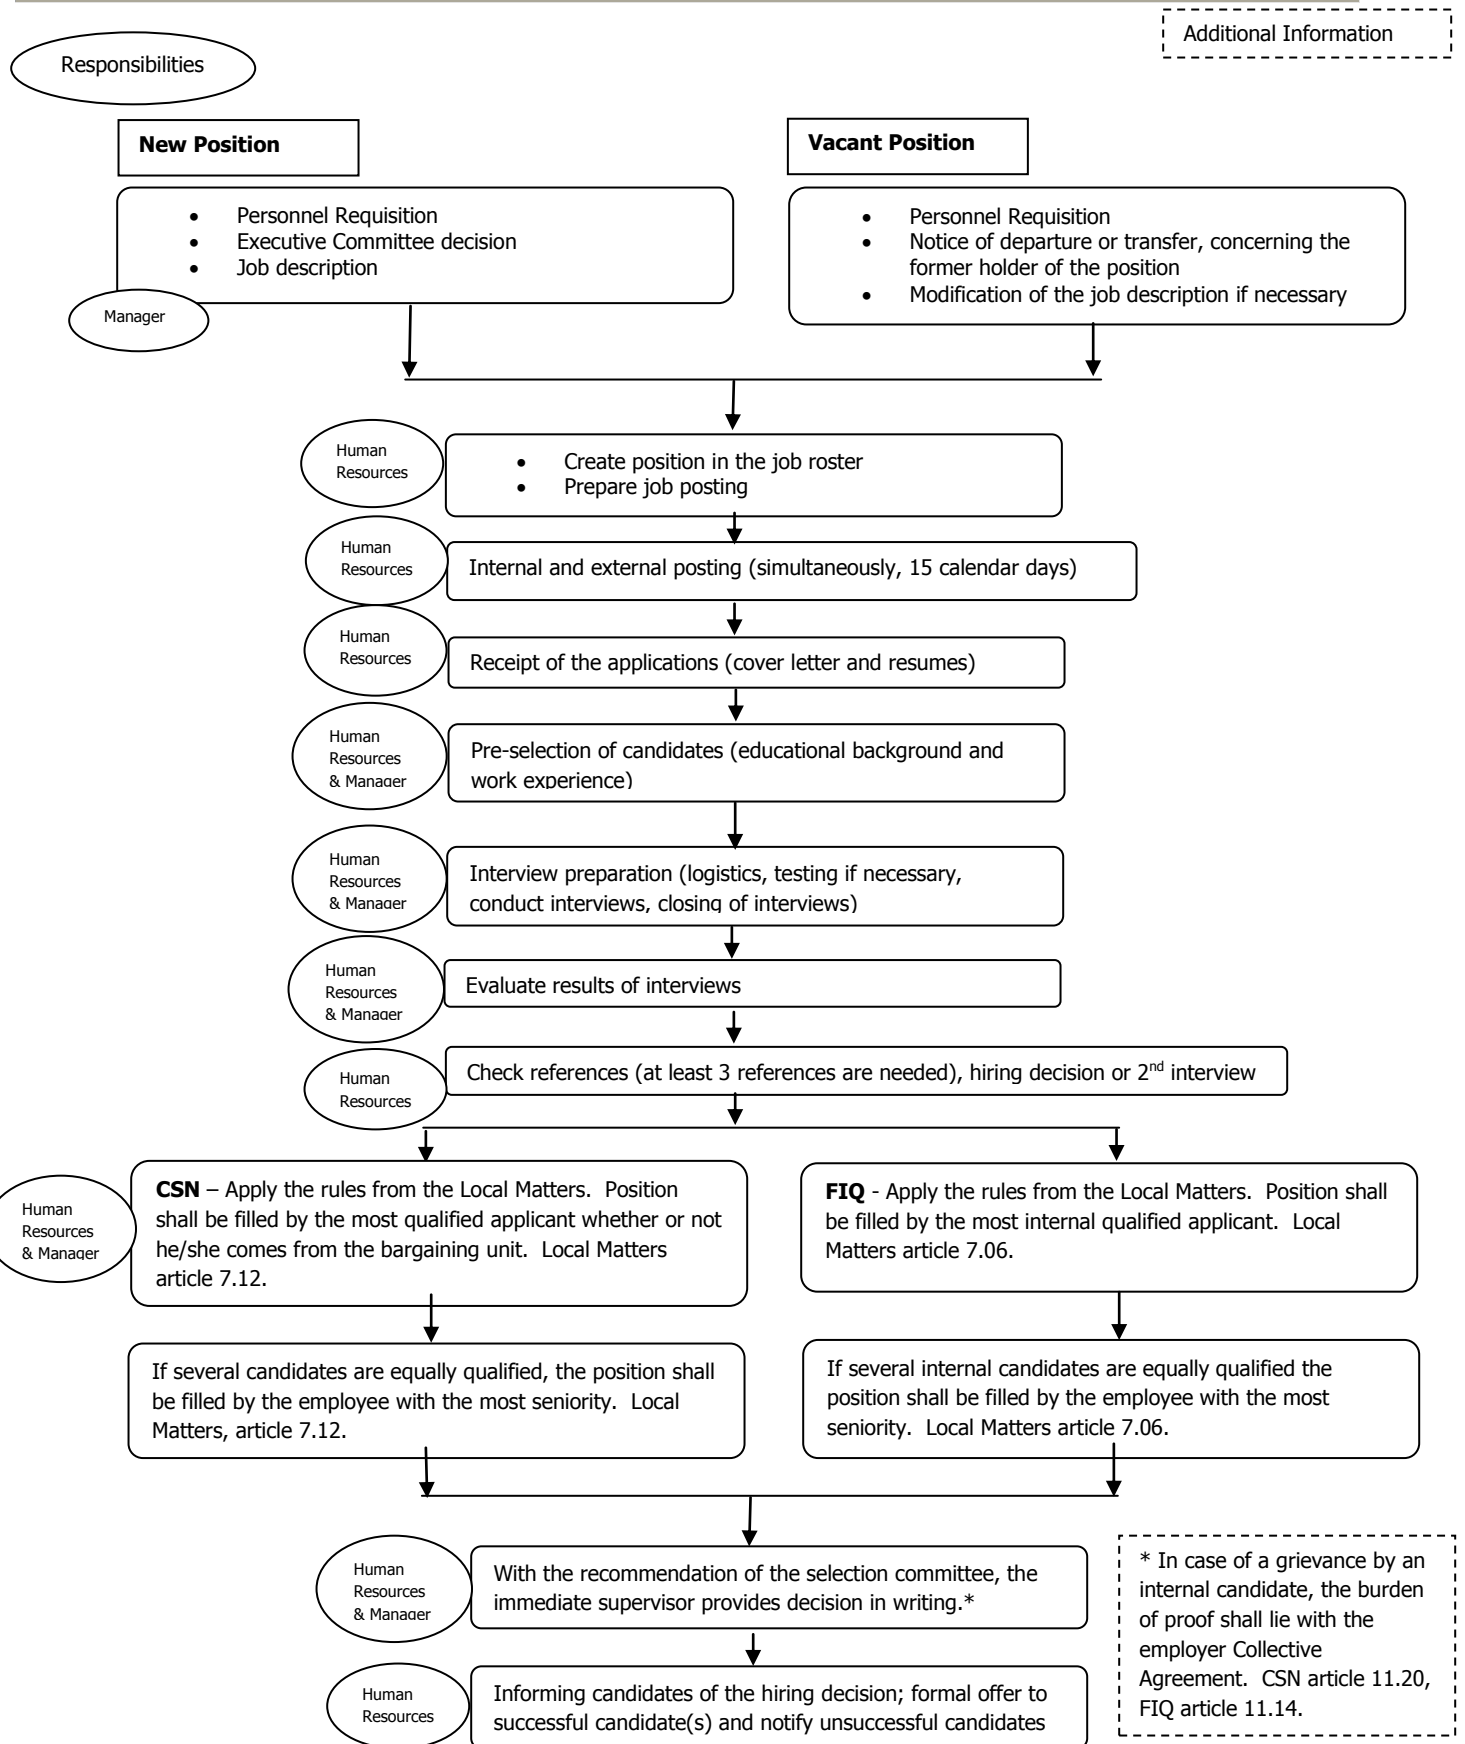 Additional Information
Responsibilities
New Position
Vacant Position
• Personnel Requisition
• Executive Committee decision
• Job description
Manager
• Personnel Requisition
• Notice of departure or transfer, concerning the
former holder of the position
• Modification of the job description if necessary
Human
Resources
• Create position in the job roster
• Prepare job posting
Human
Resources
Internal and external posting (simultaneously, 15 calendar days)
Human
Resources
Receipt of the applications (cover letter and resumes)
Human
Resources
& Manager
Pre-selection of candidates (educational background and
work experience)
Human
Resources
& Manager
Interview preparation (logistics, testing if necessary,
conduct interviews, closing of interviews)
Human
Resources
& Manager
Evaluate results of interviews
Human
Resources
Check references (at least 3 references are needed), hiring decision or 2nd interview
Human
Resources
& Manager
CSN – Apply the rules from the Local Matters. Position
shall be filled by the most qualified applicant whether or not
he/she comes from the bargaining unit. Local Matters
article 7.12.
FIQ - Apply the rules from the Local Matters. Position shall
be filled by the most internal qualified applicant. Local
Matters article 7.06.
If several candidates are equally qualified, the position shall
be filled by the employee with the most seniority. Local
Matters, article 7.12.
If several internal candidates are equally qualified the
position shall be filled by the employee with the most
seniority. Local Matters article 7.06.
Human
Resources
& Manager
With the recommendation of the selection committee, the
immediate supervisor provides decision in writing.*
* In case of a grievance by an
internal candidate, the burden
of proof shall lie with the
employer Collective
Agreement. CSN article 11.20,
FIQ article 11.14.
Human
Resources
Informing candidates of the hiring decision; formal offer to
successful candidate(s) and notify unsuccessful candidates